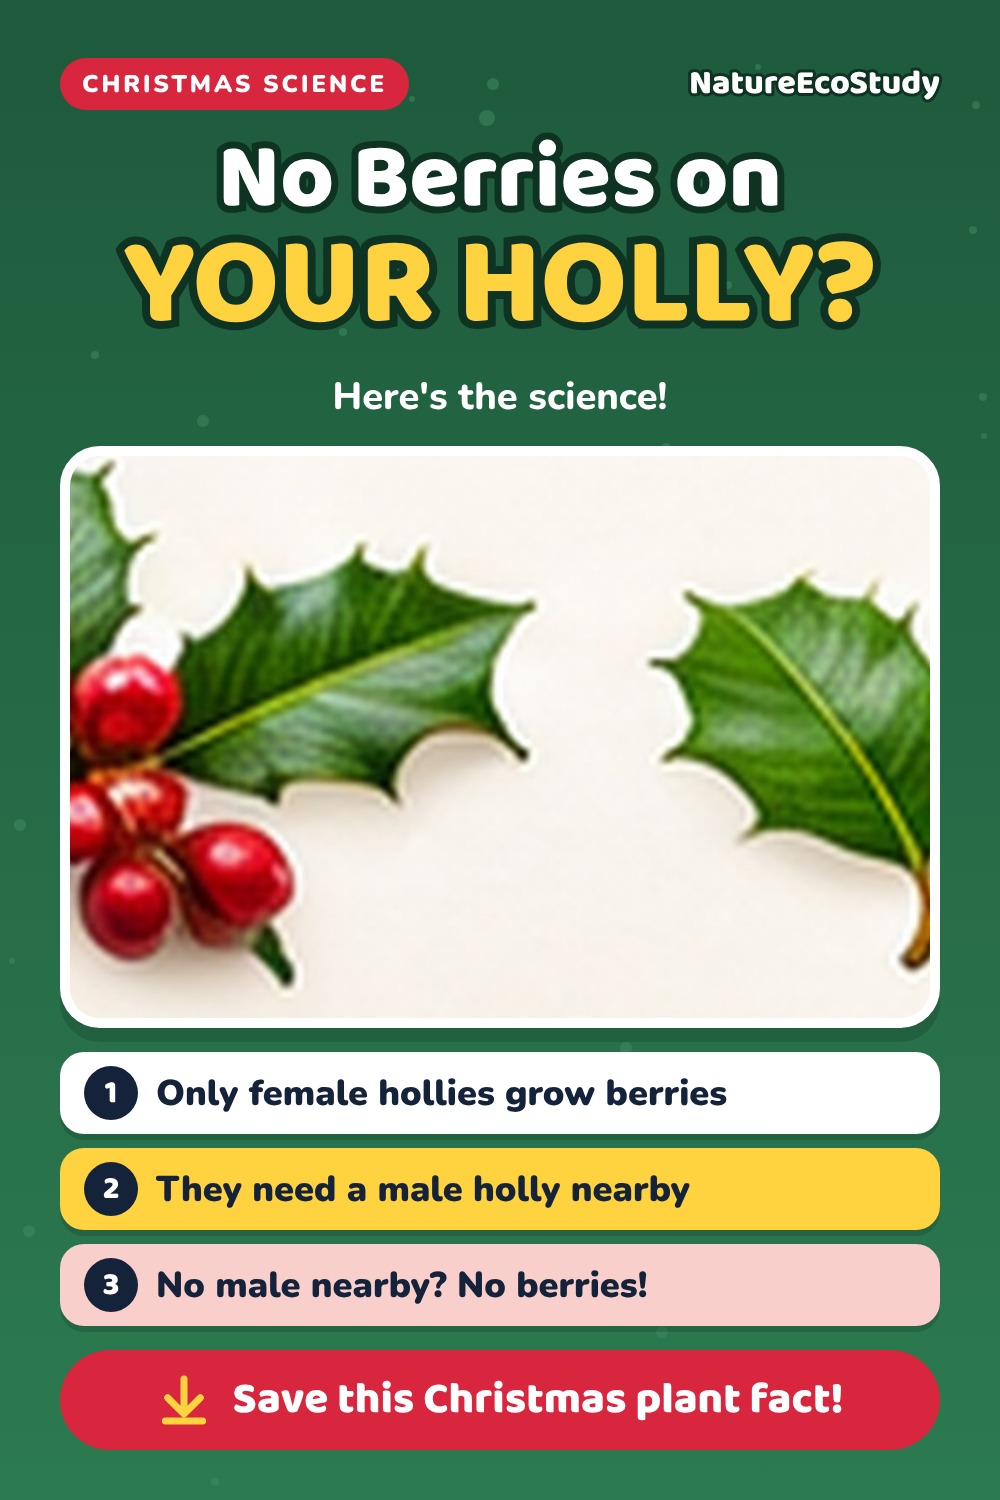 CHRISTMAS SCIENCE
NatureEcoStudy
No Berries on
YOUR HOLLY?
Here's the science!
1 Only female hollies grow berries
2 They need a male holly nearby
3 No male nearby? No berries!
Save this Christmas plant fact!